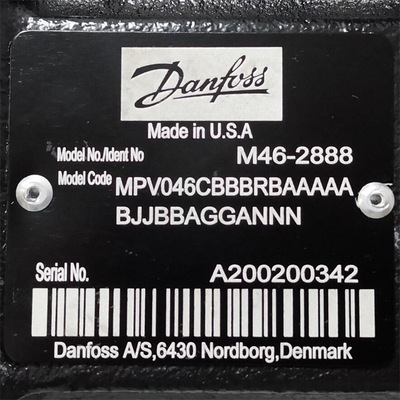 Danfoss
Made in U.S.A
Model No./Ident No M46-2888
Model Code MPV046CBBBRBAAAAA
BJJBBAGGANNN
Serial No. A200200342
Danfoss A/S,6430 Nordborg,Denmark